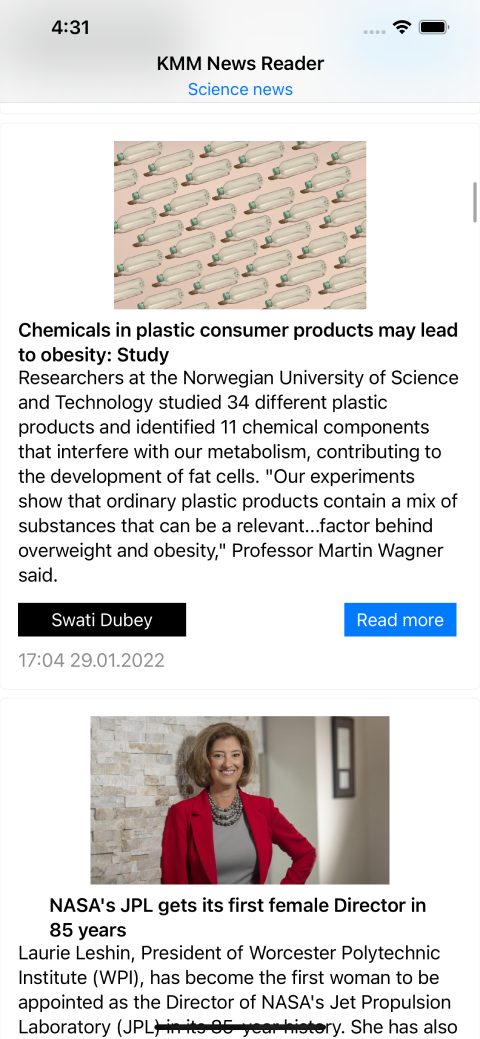 4:31
KMM News Reader
Science news
Chemicals in plastic consumer products may lead
to obesity: Study
Researchers at the Norwegian University of Science
and Technology studied 34 different plastic
products and identified 11 chemical components
that interfere with our metabolism, contributing to
the development of fat cells. "Our experiments
show that ordinary plastic products contain a mix of
substances that can be a relevant...factor behind
overweight and obesity," Professor Martin Wagner
said.
Swati Dubey
Read more
17:04 29.01.2022
NASA's JPL gets its first female Director in
85 years
Laurie Leshin, President of Worcester Polytechnic
Institute (WPI), has become the first woman to be
appointed as the Director of NASA's Jet Propulsion
Laboratory (JPL) in its 85-year history. She has also